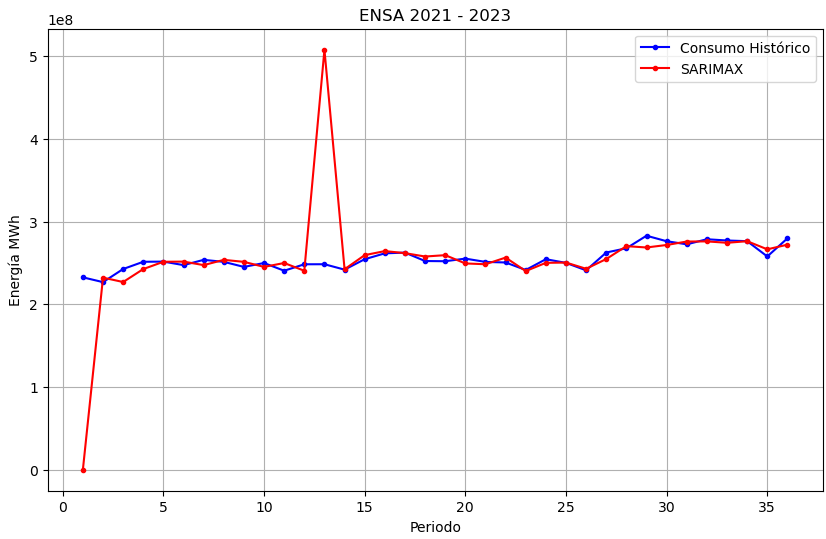 ENSA 2021 - 2023
1e8
Consumo Histórico
SARIMAX
Energía MWh
5
4
3
2
1
0
0 5 10 15 20 25 30 35
Periodo